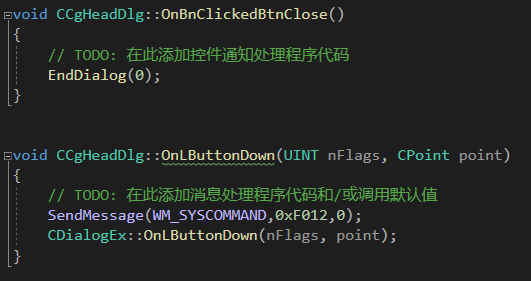 void CCgHeadDlg::OnBnClickedBtnClose()
{
// TODO: 在此添加控件通知处理程序代码
EndDialog(0);
}
void CCgHeadDlg::OnLButtonDown(UINT nFlags, CPoint point)
{
// TODO: 在此添加消息处理程序代码和/或调用默认值
SendMessage(WM_SYSCOMMAND,0xF012,0);
CDialogEx::OnLButtonDown(nFlags, point);
}